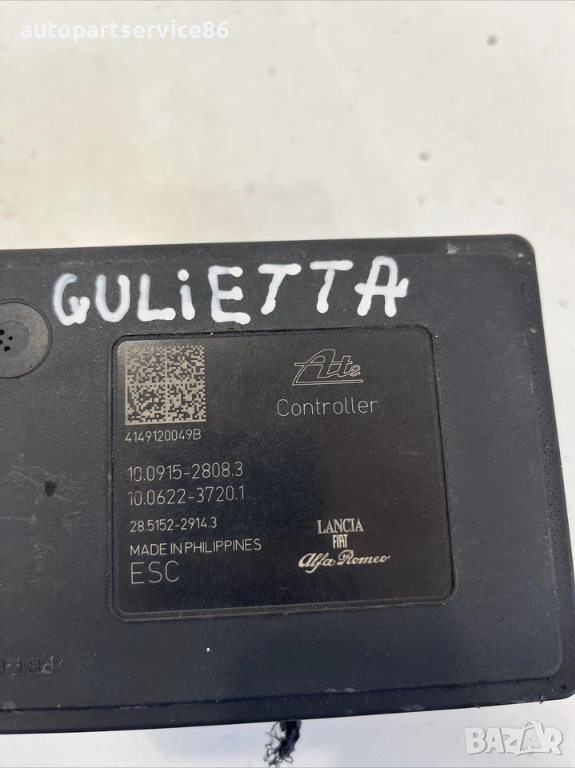 autopartservice86
GULiETTA
Ate
Controller
4149120049B
10.0915-2808.3
10.0622-3720.1
28.5152-2914.3
MADE IN PHILIPPINES
ESC
LANCIA
FIAT
Alfa Romeo
BAZAR